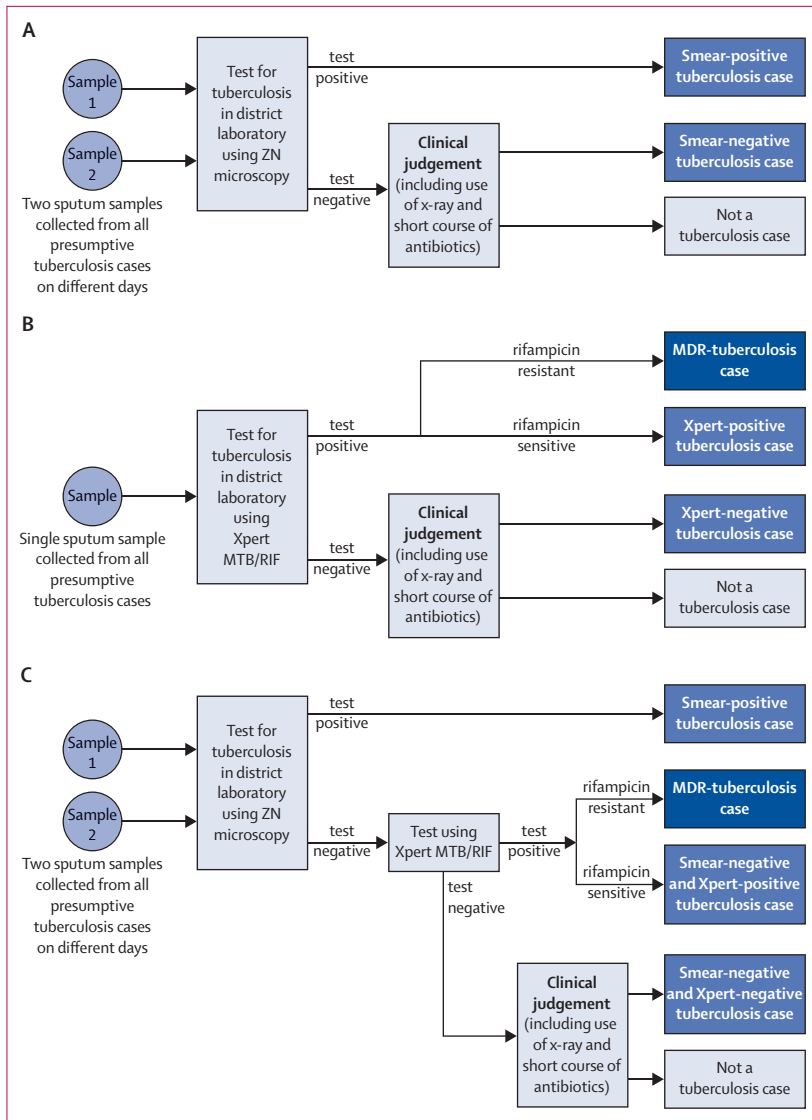 A
Sample
1
Sample
2
Two sputum samples
collected from all
presumptive
tuberculosis cases
on different days
Test for
tuberculosis
in district
laboratory
using ZN
microscopy
test
positive
test
negative
Clinical
judgement
(including use
of x-ray and
short course of
antibiotics)
Smear-positive
tuberculosis case
Smear-negative
tuberculosis case
Not a
tuberculosis case
B
Sample
Single sputum sample
collected from all
presumptive
tuberculosis cases
Test for
tuberculosis
in district
laboratory
using
Xpert
MTB/RIF
test
positive
test
negative
rifampicin
resistant
rifampicin
sensitive
Clinical
judgement
(including use
of x-ray and
short course of
antibiotics)
MDR-tuberculosis
case
Xpert-positive
tuberculosis case
Xpert-negative
tuberculosis case
Not a
tuberculosis case
C
Sample
1
Sample
2
Two sputum samples
collected from all
presumptive
tuberculosis cases
on different days
Test for
tuberculosis
in district
laboratory
using ZN
microscopy
test
positive
test
negative
Test using
Xpert MTB/RIF
test
positive
test
negative
rifampicin
resistant
rifampicin
sensitive
Clinical
judgement
(including use
of x-ray and
short course of
antibiotics)
Smear-positive
tuberculosis case
MDR-tuberculosis
case
Smear-negative
and Xpert-positive
tuberculosis case
Smear-negative
and Xpert-negative
tuberculosis case
Not a
tuberculosis case